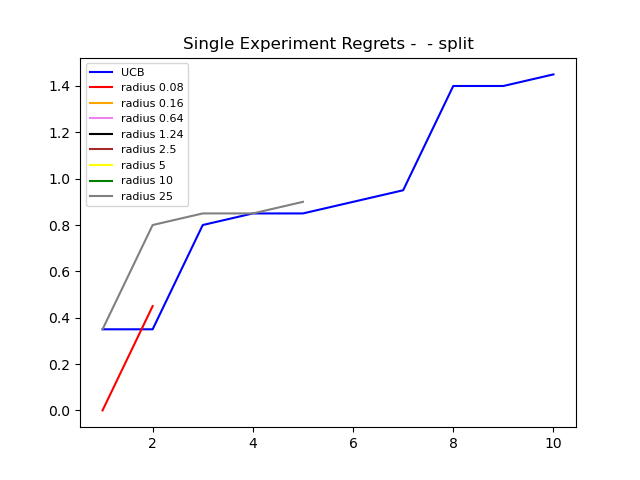 Single Experiment Regrets -  - split
UCB
radius 0.08
radius 0.16
radius 0.64
radius 1.24
radius 2.5
radius 5
radius 10
radius 25
1.4
1.2
1.0
0.8
0.6
0.4
0.2
0.0
2
4
6
8
10